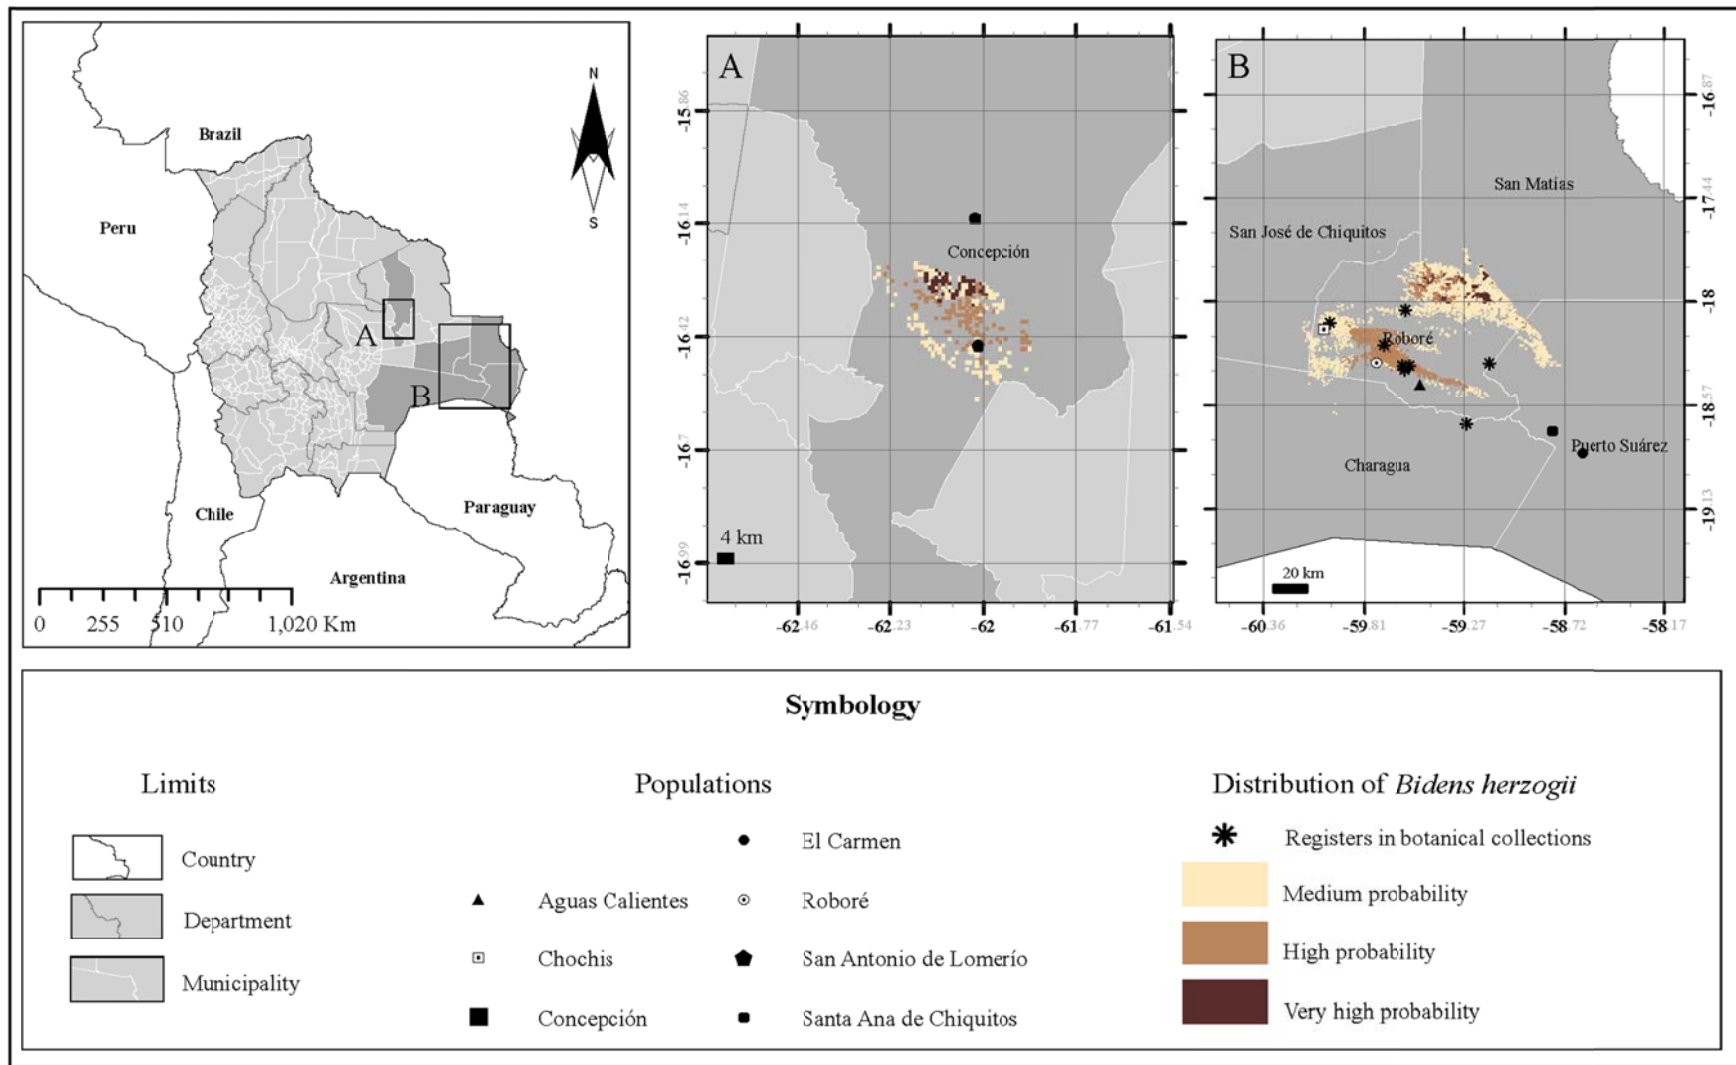 Brazil
Peru
Chile
Argentina
Paraguay
N
S
A
B
0 255 510 1,020 Km
A
-15.86
-16.14
-16.42
-16.7
-16.99
Concepción
4 km
-62.46 -62.23 -62 -61.77 -61.54
B
San Matías
San José de Chiquitos
Roboré
Puerto Suárez
Charagua
20 km
-16.87
-17.44
-18
-18.57
-19.13
-60.36 -59.81 -59.27 -58.72 -58.17
Symbology
Limits
Country
Department
Municipality
Populations
Aguas Calientes
Chochis
Concepción
El Carmen
Roboré
San Antonio de Lomerío
Santa Ana de Chiquitos
Distribution of Bidens herzogii
Registers in botanical collections
Medium probability
High probability
Very high probability